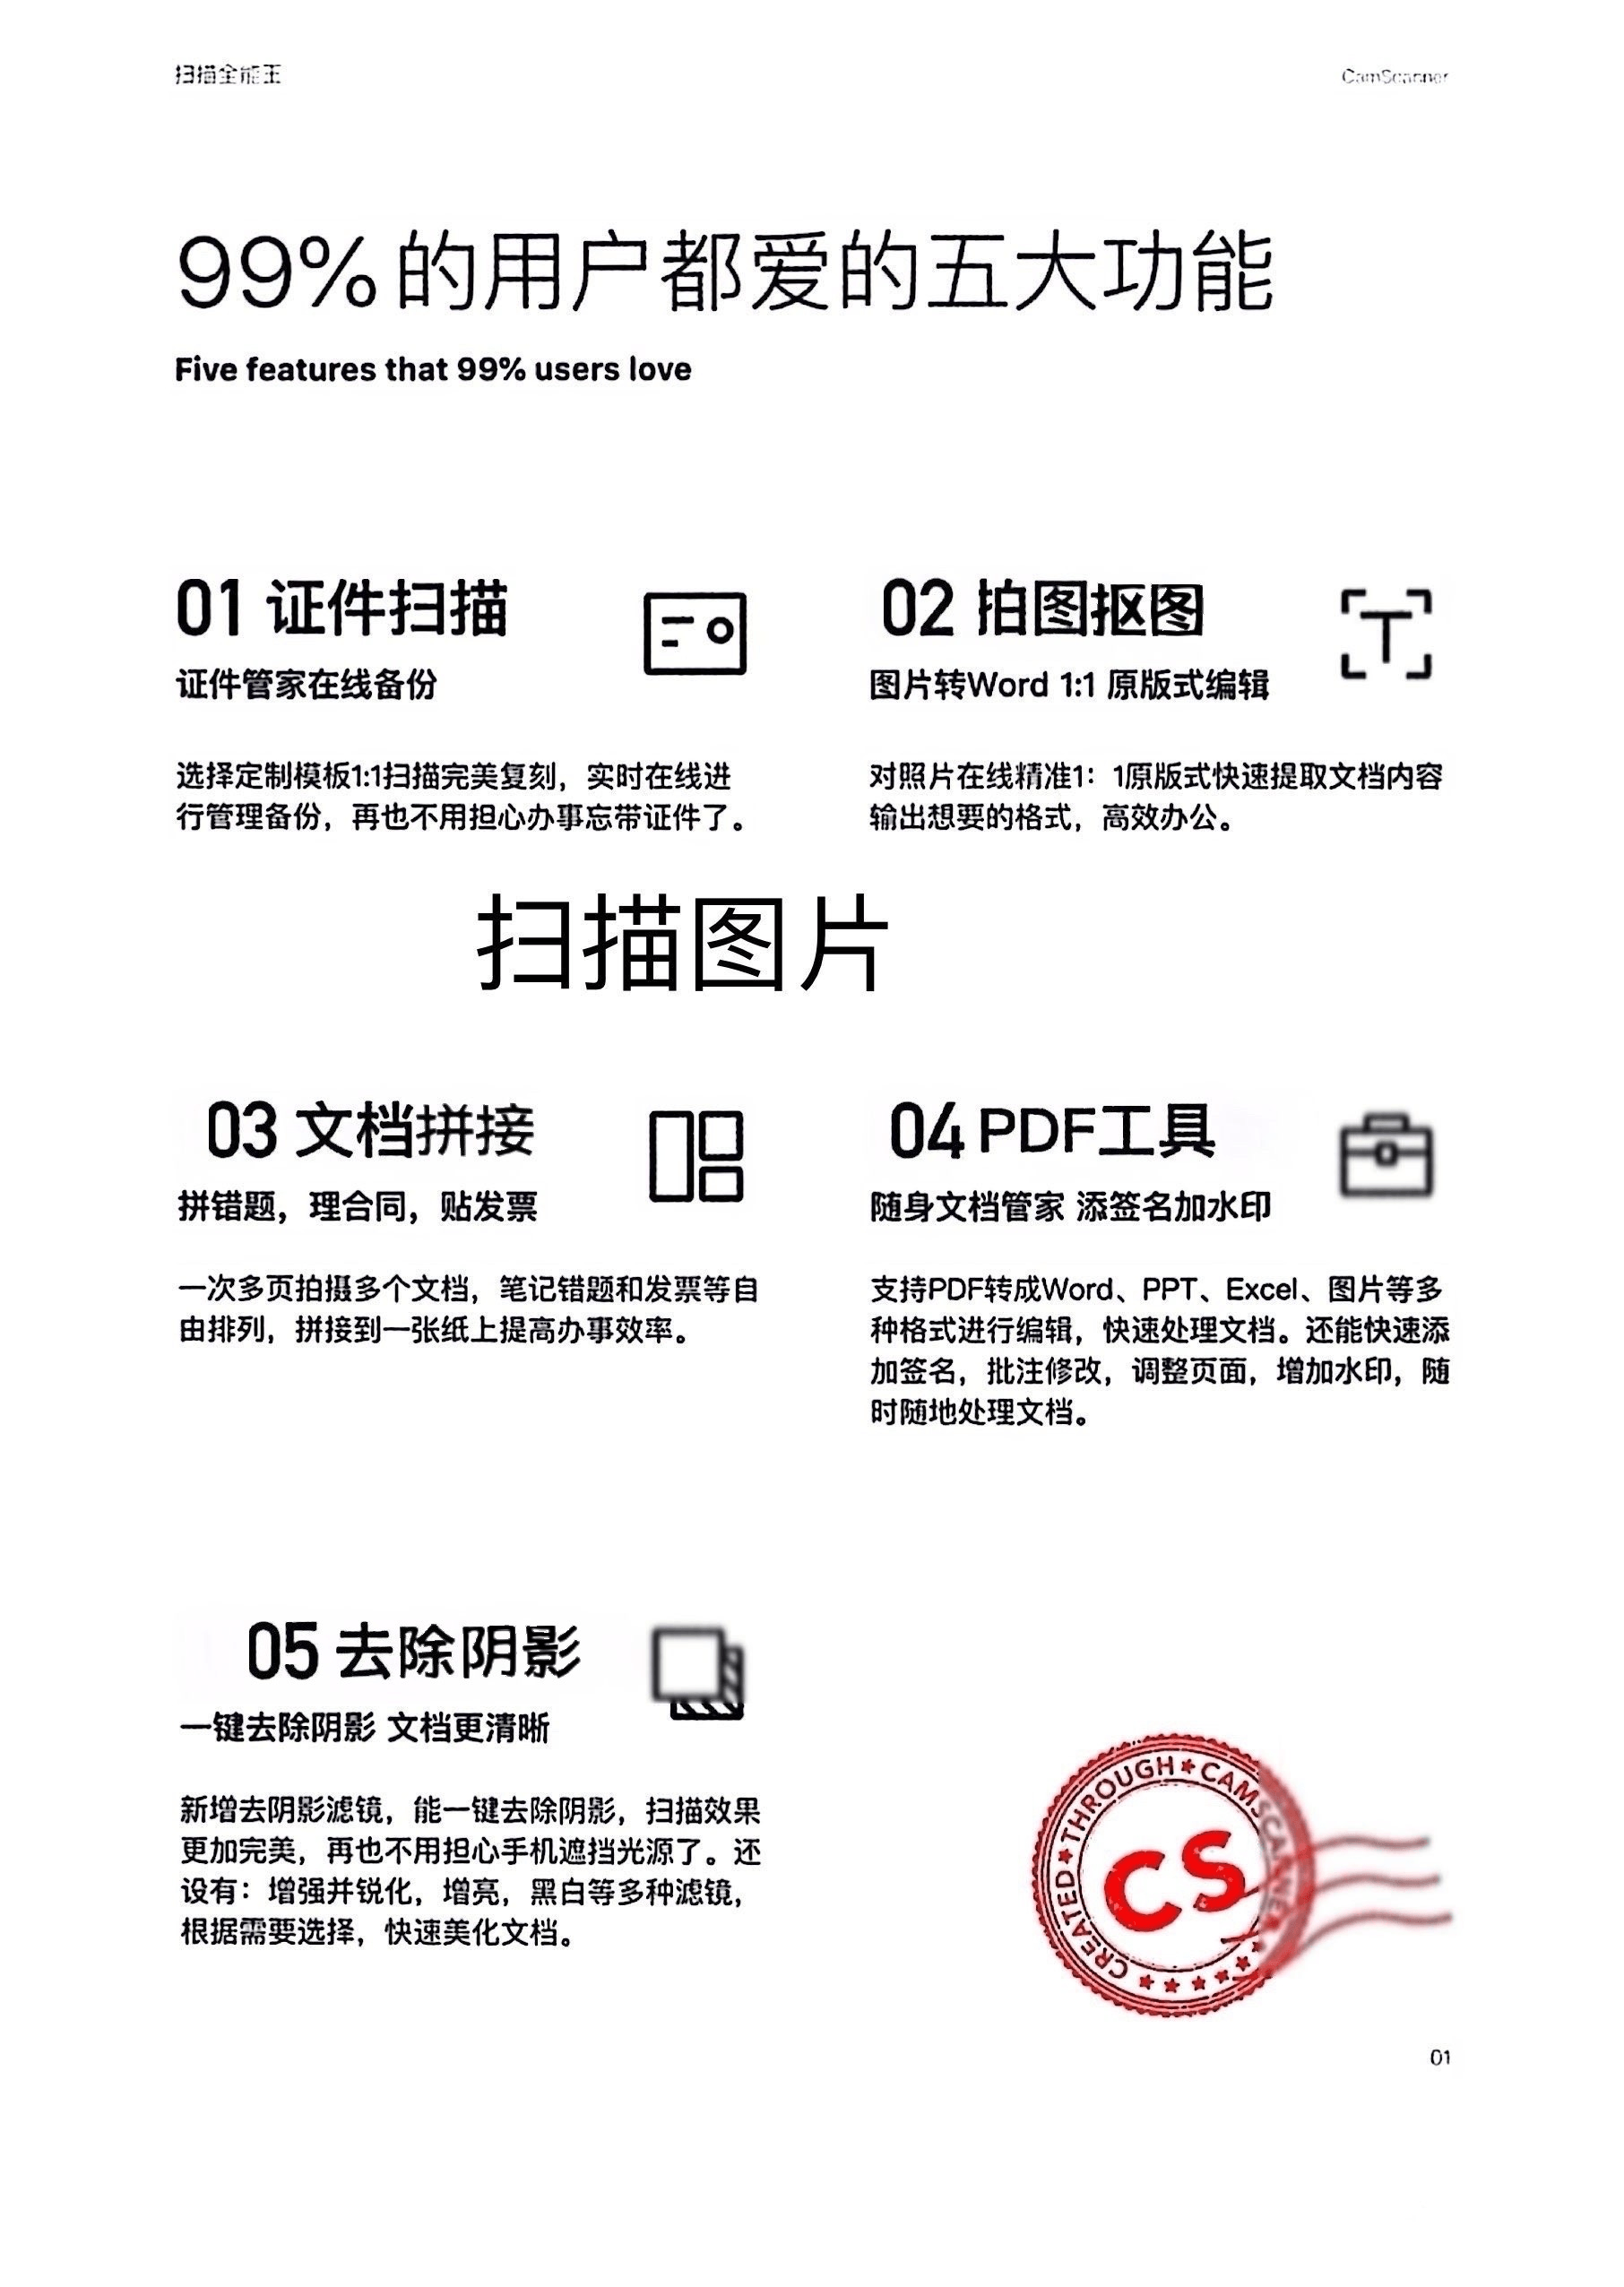 扫描全能王
CamScanner
99%的用户都爱的五大功能
Five features that 99% users love
01 证件扫描
证件管家在线备份
选择定制模板1:1扫描完美复刻，实时在线进
行管理备份，再也不用担心办事忘带证件了。
02 拍图抠图
图片转Word 1:1 原版式编辑
对照片在线精准1：1原版式快速提取文档内容
输出想要的格式，高效办公。
扫描图片
03 文档拼接
拼错题，理合同，贴发票
一次多页拍摄多个文档，笔记错题和发票等自
由排列，拼接到一张纸上提高办事效率。
04 PDF工具
随身文档管家 添签名加水印
支持PDF转成Word、PPT、Excel、图片等多
种格式进行编辑，快速处理文档。还能快速添
加签名，批注修改，调整页面，增加水印，随
时随地处理文档。
05 去除阴影
一键去除阴影 文档更清晰
新增去阴影滤镜，能一键去除阴影，扫描效果
更加完美，再也不用担心手机遮挡光源了。还
设有：增强并锐化，增亮，黑白等多种滤镜，
根据需要选择，快速美化文档。
CREATED★THROUGH★CAMSCANNER
CS
01